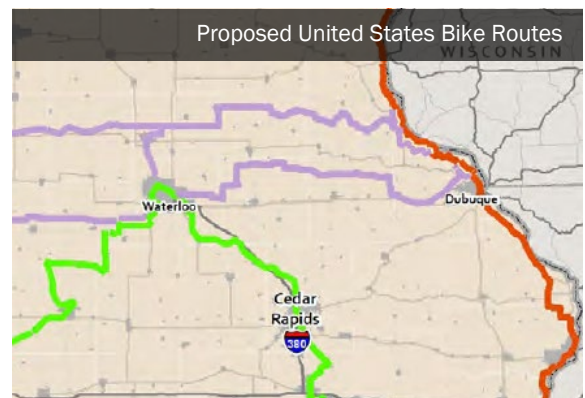 Proposed United States Bike Routes
WISCONSIN
Waterloo
Dubuque
Cedar
Rapids
380